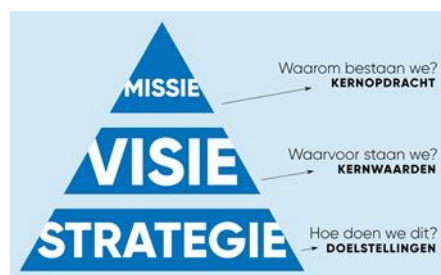 MISSIE
Waarom bestaan we?
KERNOPDRACHT
VISIE
Waarvoor staan we?
KERNWAARDEN
STRATEGIE
Hoe doen we dit?
DOELSTELLINGEN